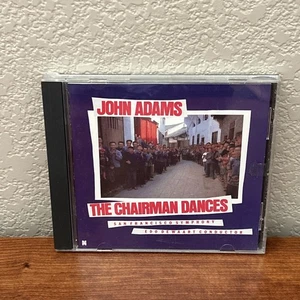 JOHN ADAMS
THE CHAIRMAN DANCES
SAN FRANCISCO SYMPHONY
EDO DE WAART CONDUCTOR